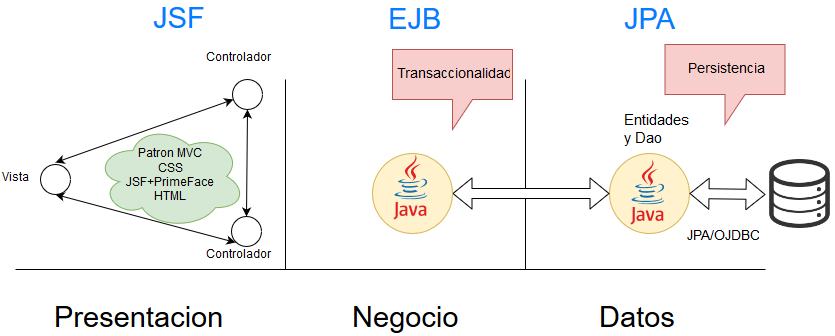 JSF
EJB
JPA
Controlador
Transaccionalidad
Persistencia
Patron MVC
CSS
JSF+PrimeFace
HTML
Vista
Controlador
Entidades
y Dao
Java
Java
JPA/OJDBC
Presentacion
Negocio
Datos